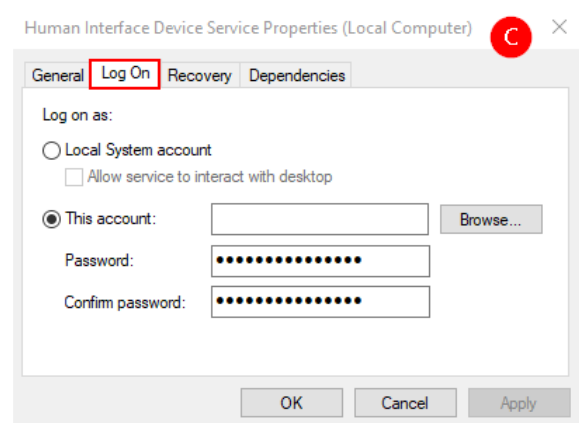 Human Interface Device Service Properties (Local Computer)
C
General Log On Recovery Dependencies
Log on as:
Local System account
Allow service to interact with desktop
This account:
Browse...
Password: •••••••••••••••
Confirm password: •••••••••••••••
OK Cancel Apply